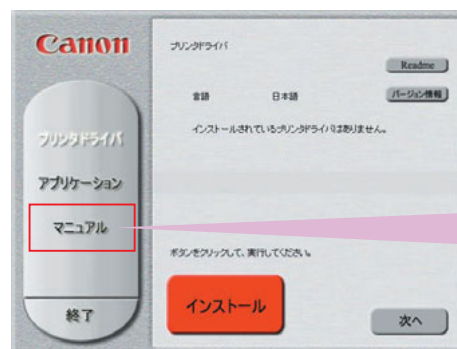 Canon
プリンタドライバ
アプリケーション
マニュアル
終了
プリンタドライバ
Readme
言語 日本語
バージョン情報
インストールされているプリンタドライバはありません。
ボタンをクリックして、実行してください。
インストール
次へ